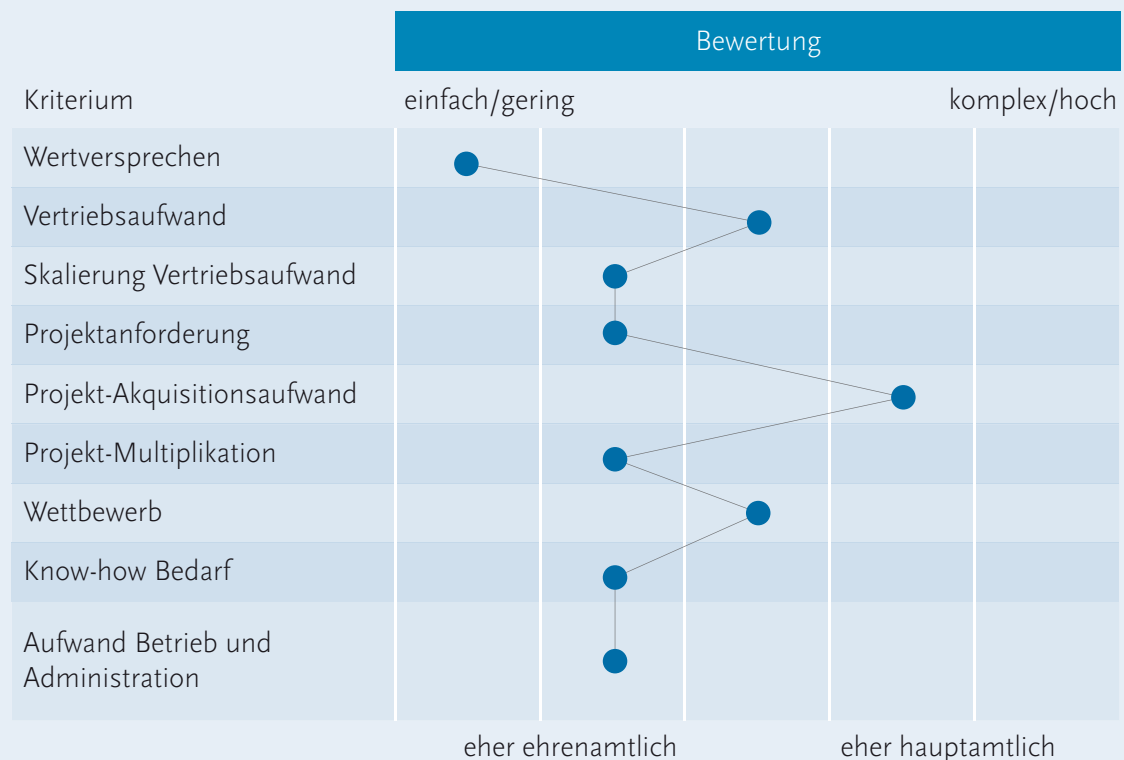 Bewertung
Kriterium einfach/gering komplex/hoch
Wertversprechen
Vertriebsaufwand
Skalierung Vertriebsaufwand
Projektanforderung
Projekt-Akquisitionsaufwand
Projekt-Multiplikation
Wettbewerb
Know-how Bedarf
Aufwand Betrieb und
Administration
eher ehrenamtlich eher hauptamtlich